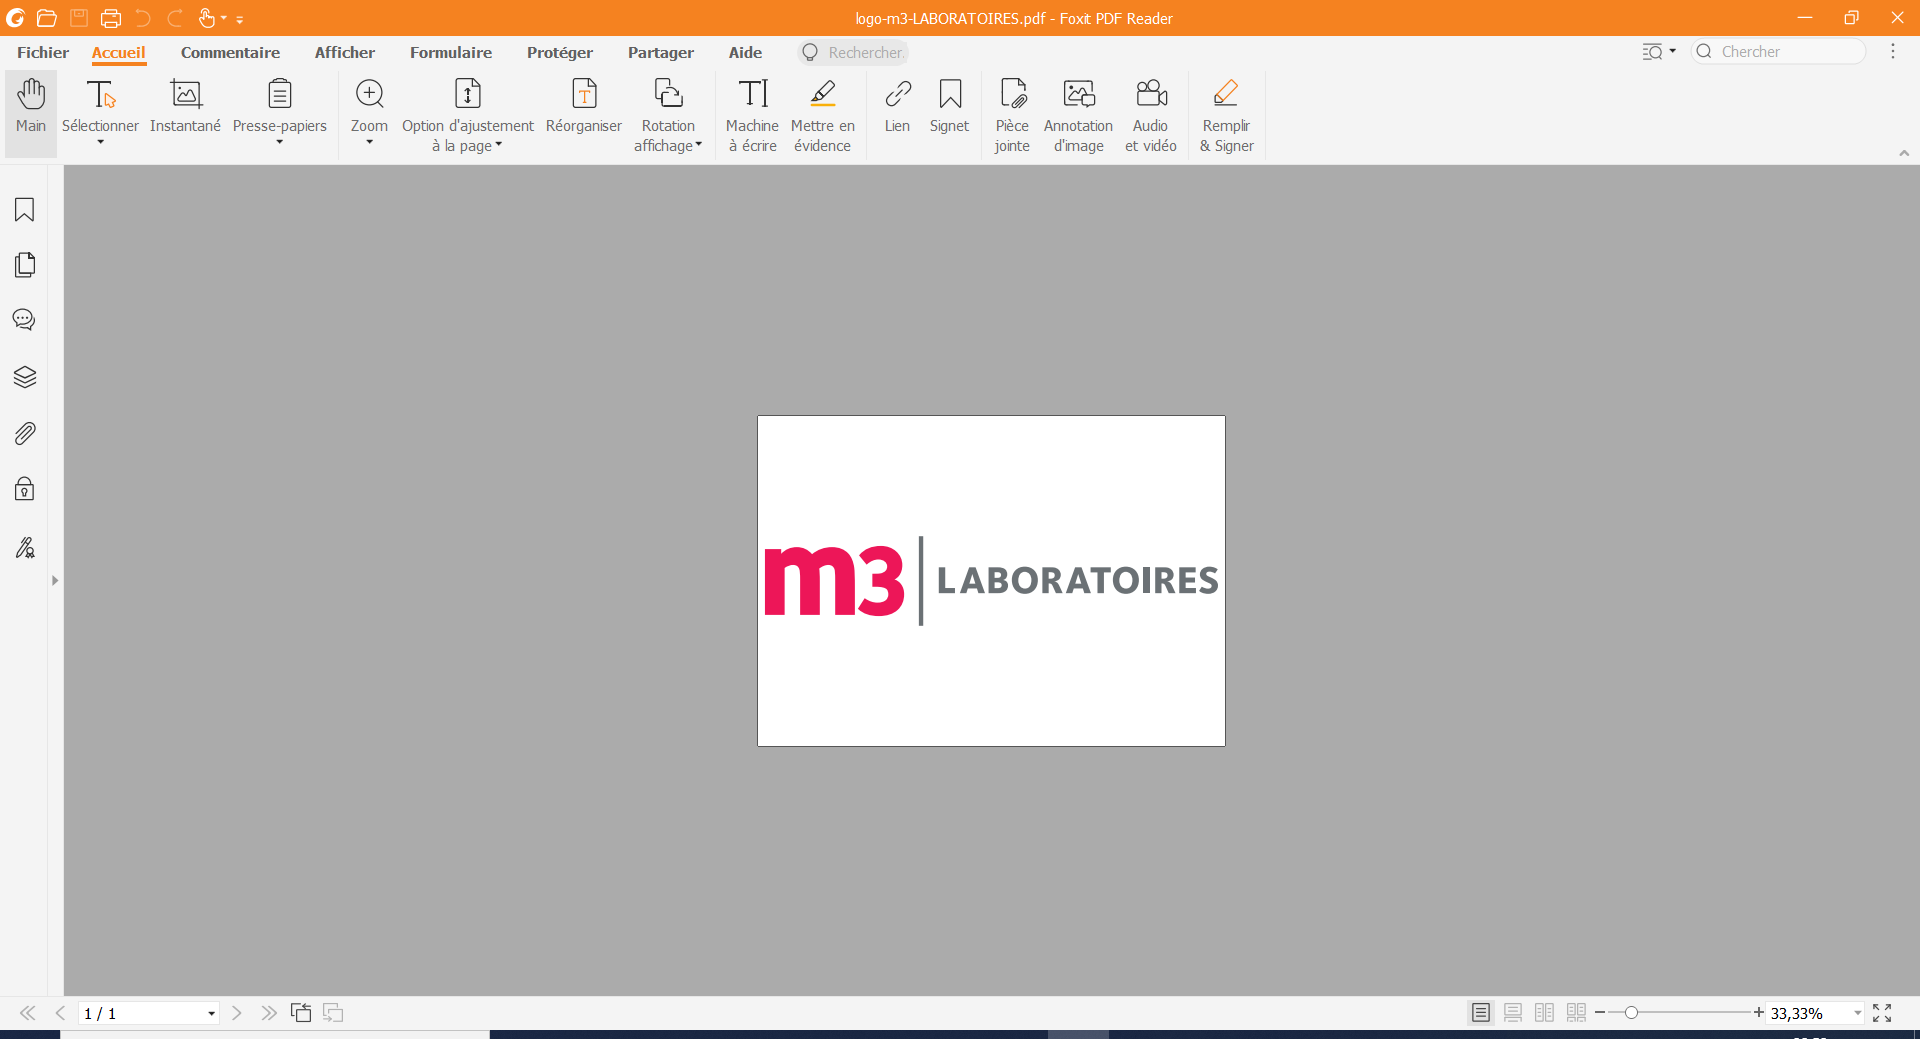 logo-m3-LABORATOIRES.pdf - Foxit PDF Reader
Fichier Accueil Commentaire Afficher Formulaire Protéger Partager Aide Rechercher. Chercher
Main Sélectionner Instantané Presse-papiers Zoom Option d'ajustement à la page Réorganiser Rotation affichage Machine à écrire Mettre en évidence Lien Signet Pièce jointe Annotation d'image Audio et vidéo Remplir & Signer
m3 LABORATOIRES
1 / 1 33,33%